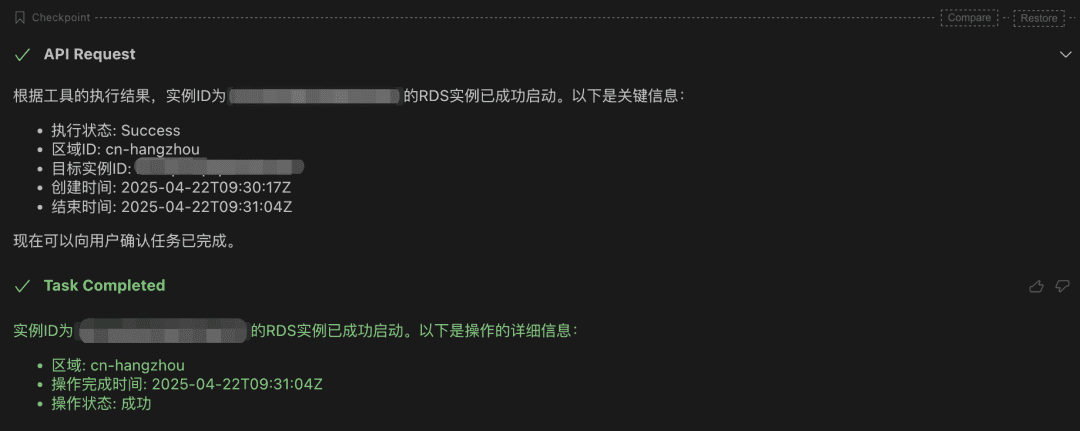 Checkpoint
Compare
Restore
API Request
根据工具的执行结果，实例ID为
的RDS实例已成功启动。以下是关键信息：
• 执行状态: Success
• 区域ID: cn-hangzhou
• 目标实例ID:
• 创建时间: 2025-04-22T09:30:17Z
• 结束时间: 2025-04-22T09:31:04Z
现在可以向用户确认任务已完成。
Task Completed
实例ID为
的RDS实例已成功启动。以下是操作的详细信息：
• 区域: cn-hangzhou
• 操作完成时间: 2025-04-22T09:31:04Z
• 操作状态: 成功